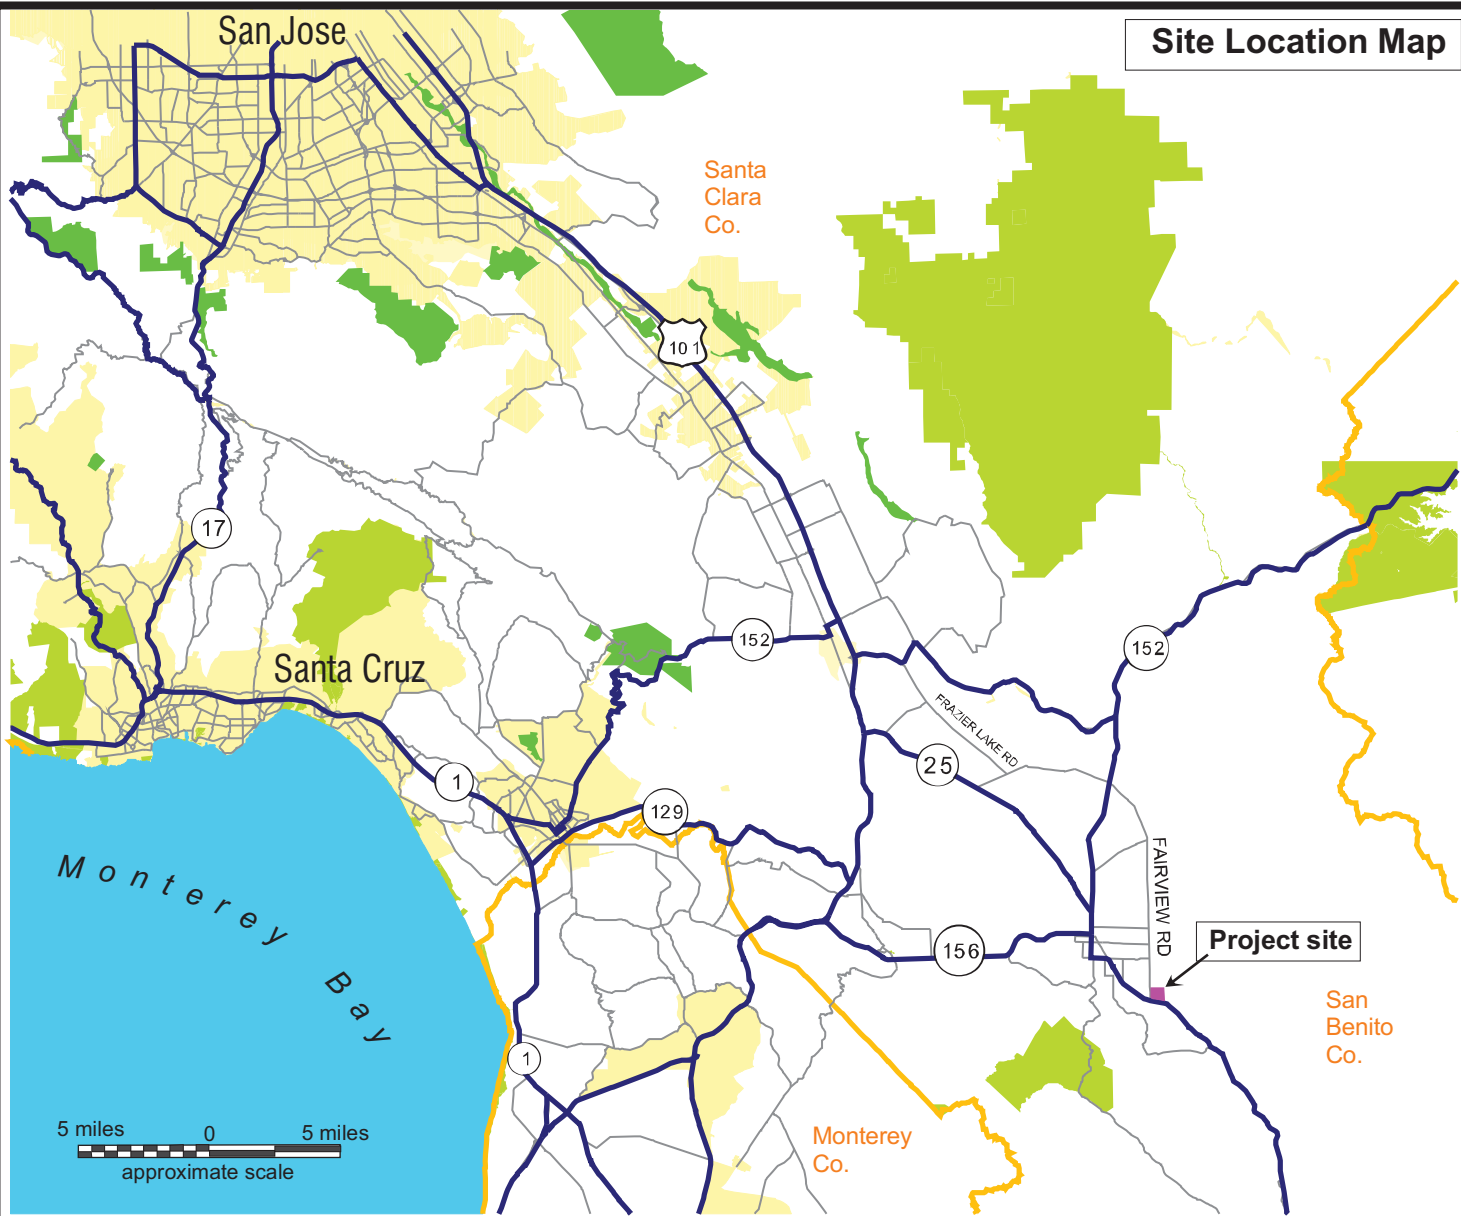 San Jose
Site Location Map
Santa
Clara
Co.
101
17
152
152
Santa Cruz
FRAZIER LAKE RD
25
1
129
FAIRVIEW RD
Monterey Bay
156
Project site
San
Benito
Co.
1
5 miles 0 5 miles
approximate scale
Monterey
Co.